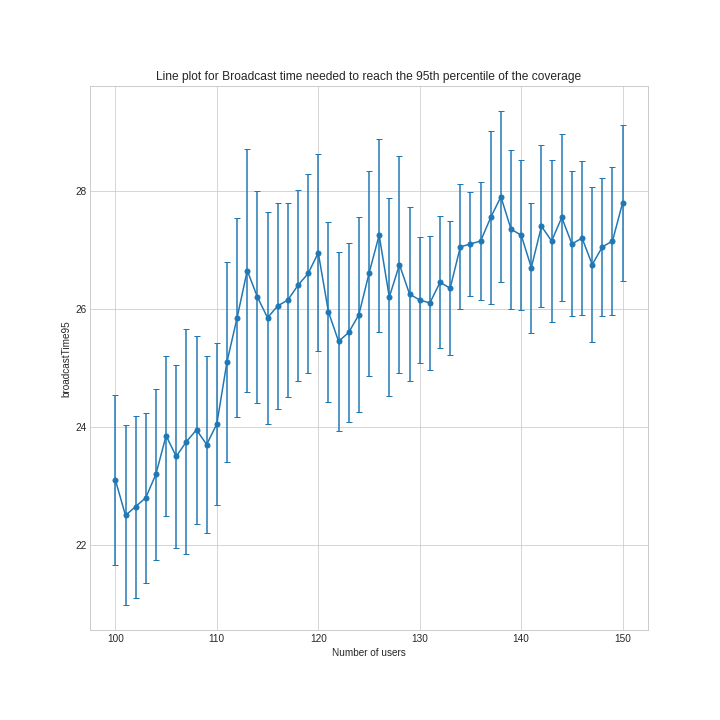 Line plot for Broadcast time needed to reach the 95th percentile of the coverage
broadcastTime95
28
26
24
22
100 110 120 130 140 150
Number of users